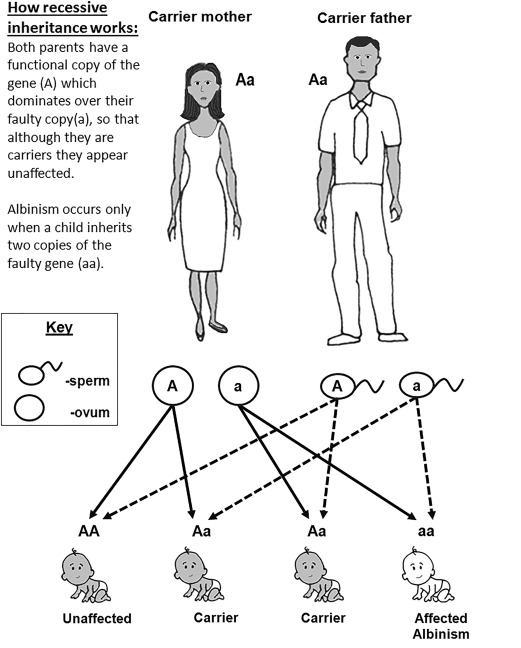 How recessive
inheritance works:
Both parents have a
functional copy of the
gene (A) which
dominates over their
faulty copy(a), so that
although they are
carriers they appear
unaffected.
Albinism occurs only
when a child inherits
two copies of the
faulty gene (aa).
Carrier mother
Carrier father
Aa
Aa
Key
-sperm
-ovum
A
a
A
a
AA
Aa
Aa
aa
Unaffected
Carrier
Carrier
Affected
Albinism